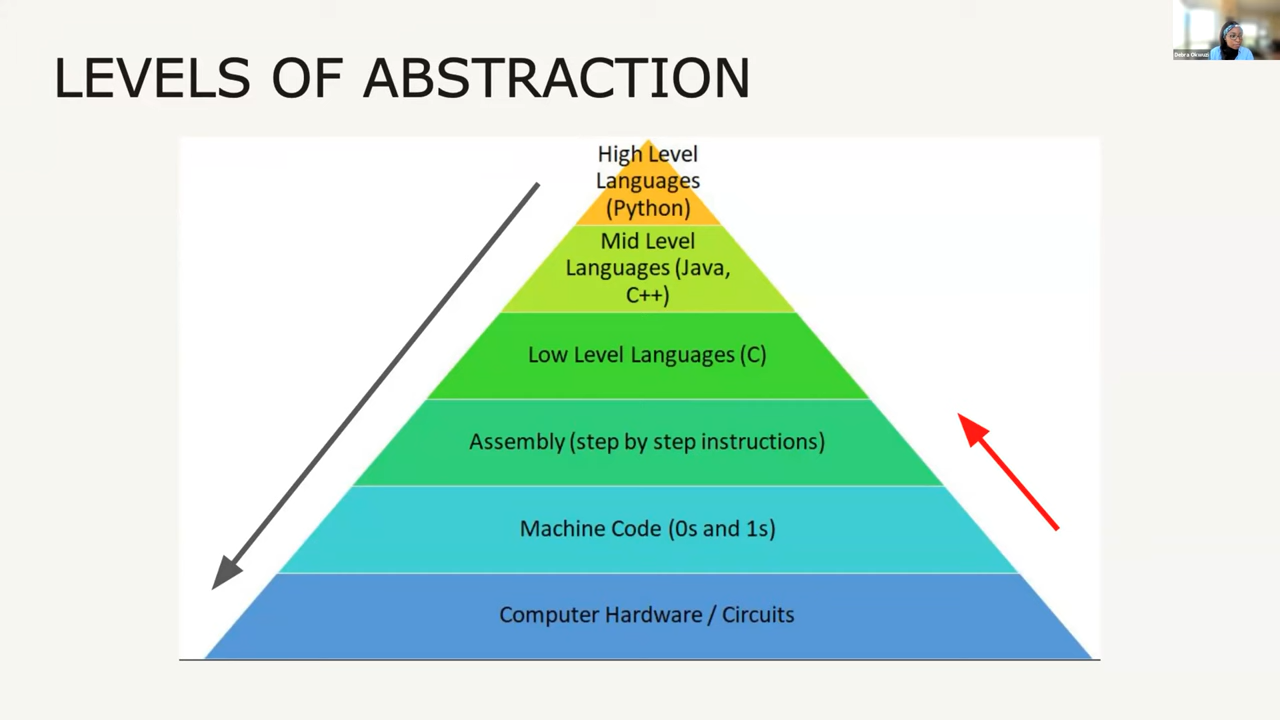 LEVELS OF ABSTRACTION
High Level
Languages
(Python)
Mid Level
Languages (Java,
C++)
Low Level Languages (C)
Assembly (step by step instructions)
Machine Code (0s and 1s)
Computer Hardware / Circuits
Debra